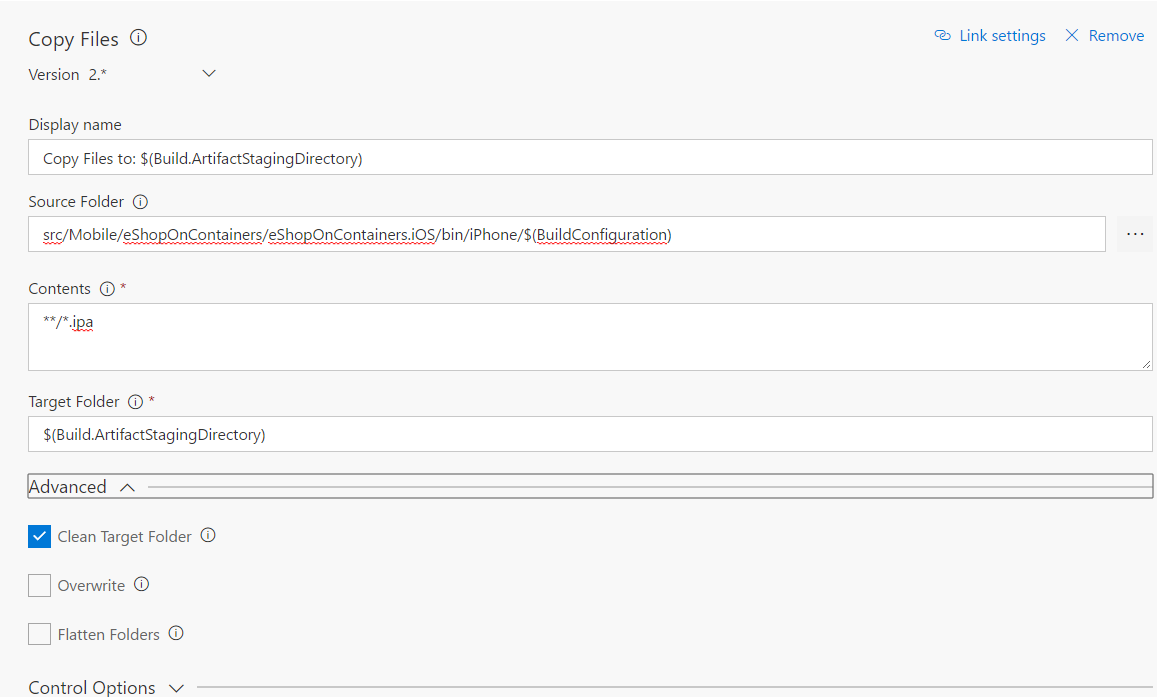 Copy Files
Link settings
Remove
Version 2.*
Display name
Copy Files to: $(Build.ArtifactStagingDirectory)
Source Folder
src/Mobile/eShopOnContainers/eShopOnContainers.iOS/bin/iPhone/$(BuildConfiguration)
...
Contents *
**/*.ipa
Target Folder *
$(Build.ArtifactStagingDirectory)
Advanced
Clean Target Folder
Overwrite
Flatten Folders
Control Options